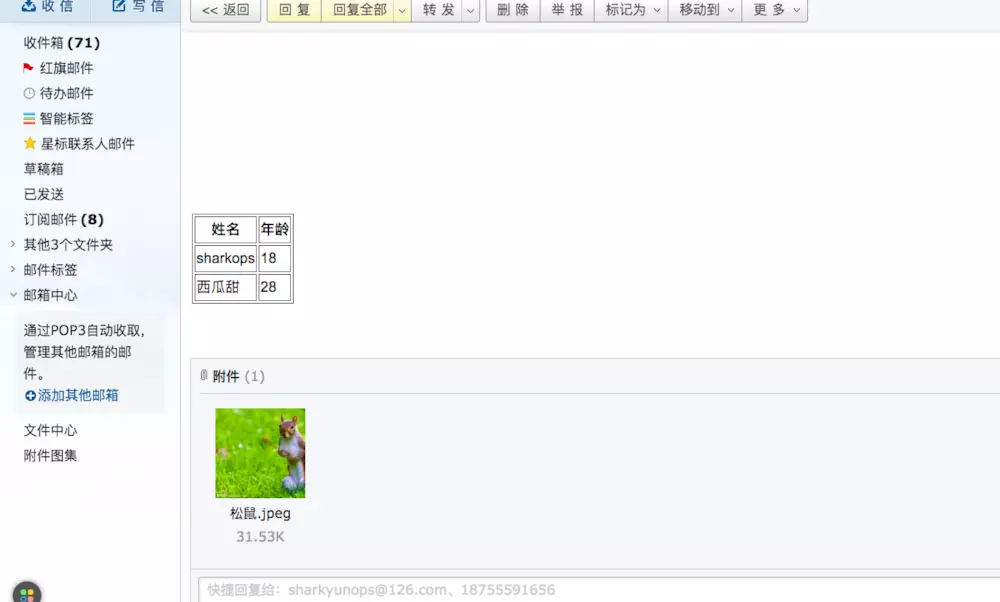 收信 写信
<< 返回 回复 回复全部 转发 删除 举报 标记为 移动到 更多
收件箱 (71)
红旗邮件
待办邮件
智能标签
星标联系人邮件
草稿箱
已发送
订阅邮件 (8)
其他3个文件夹
邮件标签
邮箱中心
通过POP3自动收取，
管理其他邮箱的邮
件。
添加其他邮箱
文件中心
附件图集
姓名 年龄
sharkops 18
西瓜甜 28
附件 (1)
松鼠.jpeg
31.53K
快捷回复给：sharkyunops@126.com、18755591656